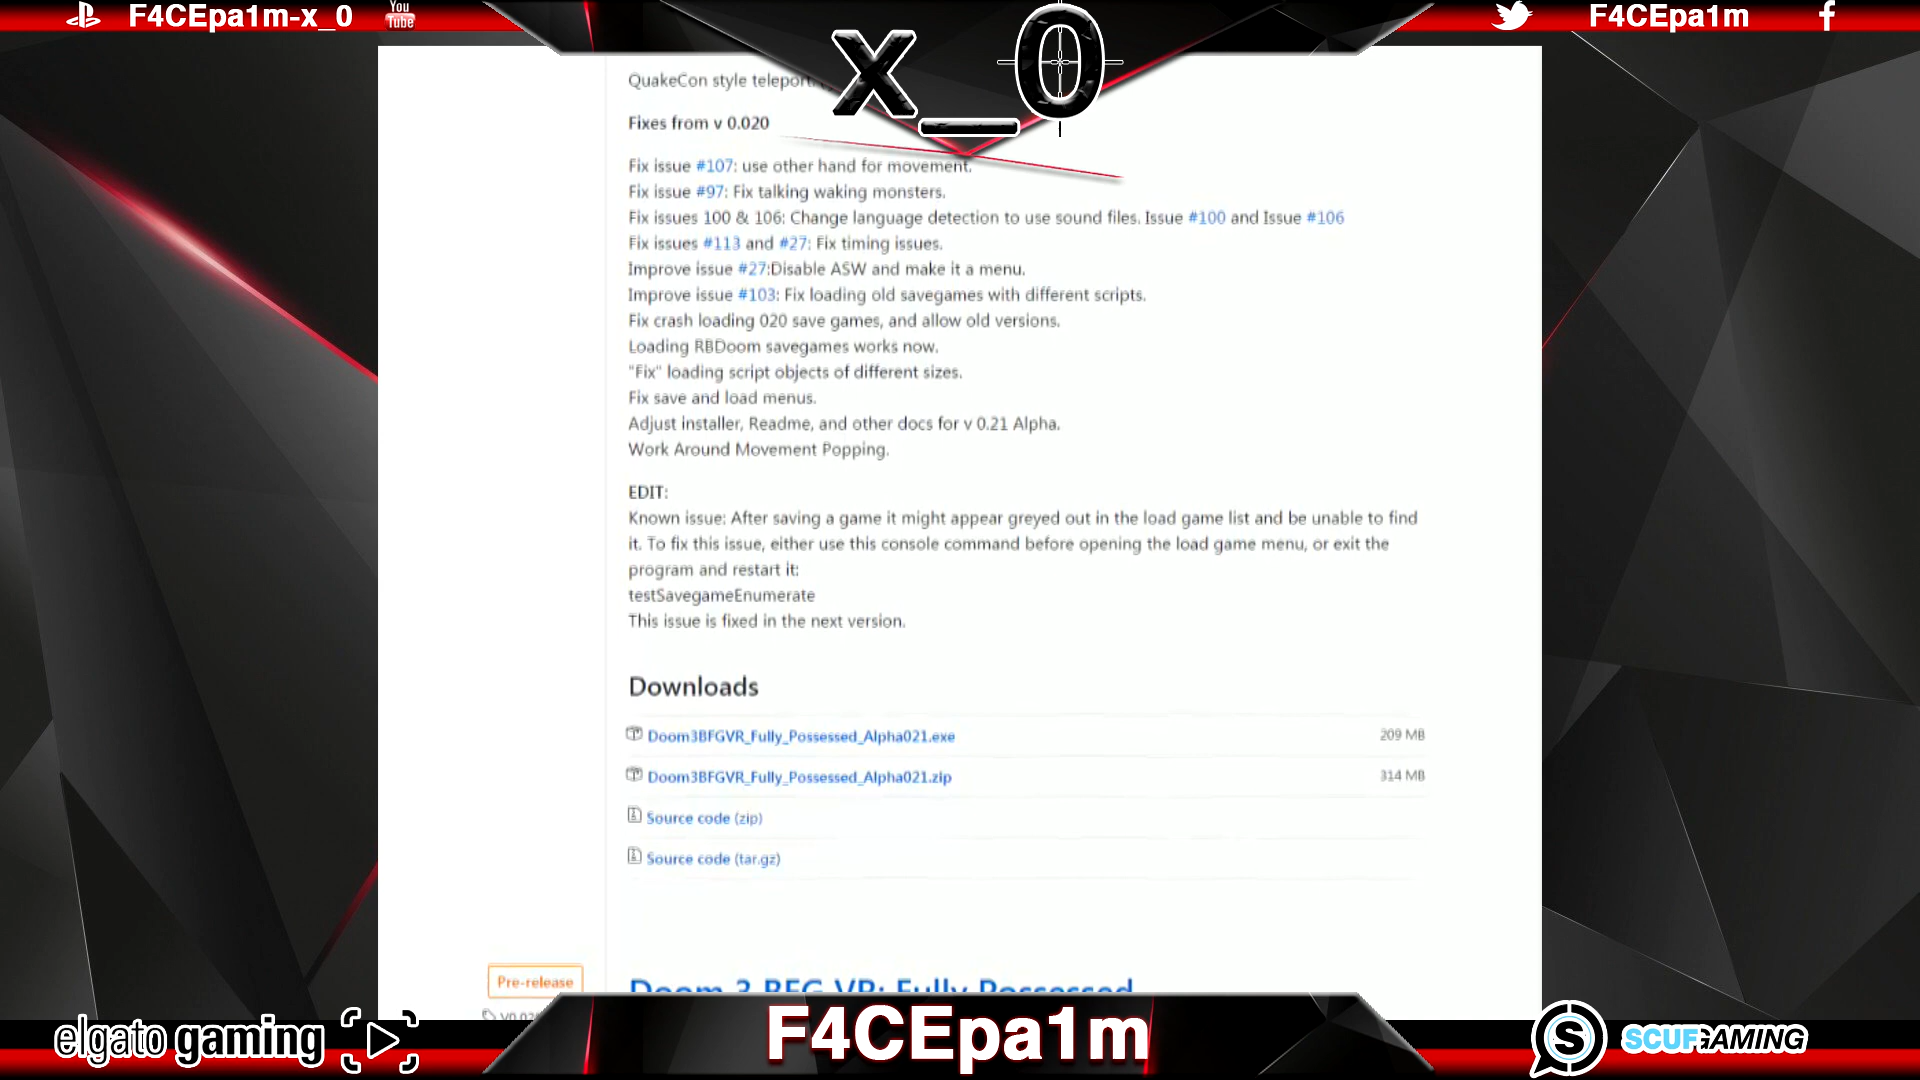 F4CEpa1m-x_0
You
Tube
F4CEpa1m
x_0
QuakeCon style teleport
Fixes from v 0.020
Fix issue #107: use other hand for movement.
Fix issue #97: Fix talking waking monsters.
Fix issues 100 & 106: Change language detection to use sound files. Issue #100 and Issue #106
Fix issues #113 and #27: Fix timing issues.
Improve issue #27:Disable ASW and make it a menu.
Improve issue #103: Fix loading old savegames with different scripts.
Fix crash loading 020 save games, and allow old versions.
Loading RBDoom savegames works now.
"Fix" loading script objects of different sizes.
Fix save and load menus.
Adjust installer, Readme, and other docs for v 0.21 Alpha.
Work Around Movement Popping.
EDIT:
Known issue: After saving a game it might appear greyed out in the load game list and be unable to find
it. To fix this issue, either use this console command before opening the load game menu, or exit the
program and restart it:
testSavegameEnumerate
This issue is fixed in the next version.
Downloads
Doom3BFGVR_Fully_Possessed_Alpha021.exe 209 MB
Doom3BFGVR_Fully_Possessed_Alpha021.zip 314 MB
Source code (zip)
Source code (tar.gz)
Pre-release
Doom 3 BFG VR: Fully Possessed
elgato gaming
F4CEpa1m
S
SCUFGAMING